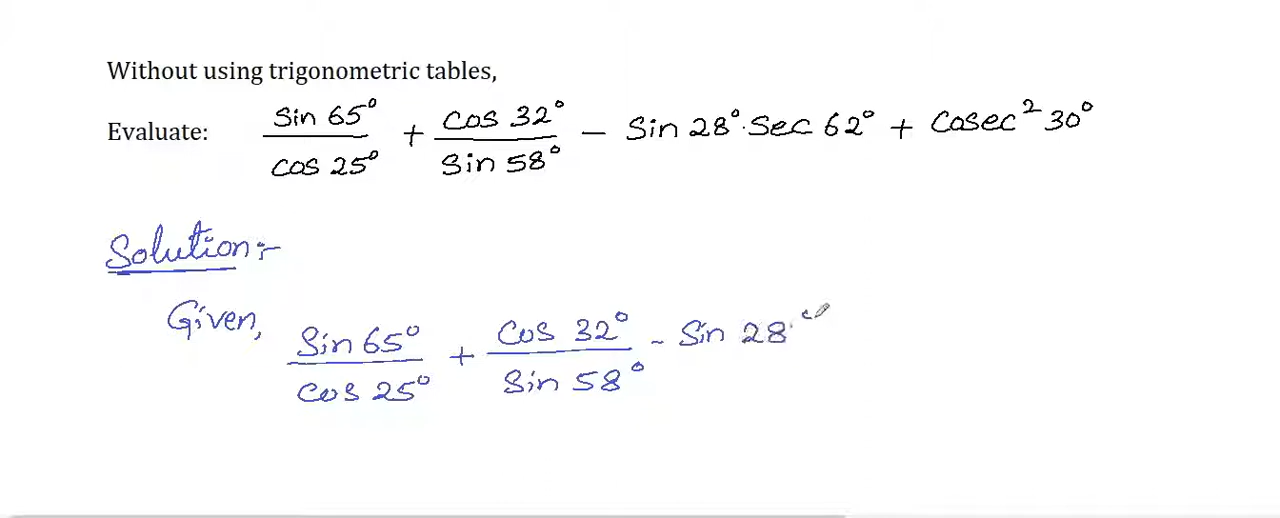 Without using trigonometric tables,
Evaluate: Sin 65° / cos 25° + cos 32° / Sin 58° - Sin 28°. Sec 62° + Cosec² 30°
Solution:-
Given, Sin 65° / cos 25° + cos 32° / Sin 58° - Sin 28